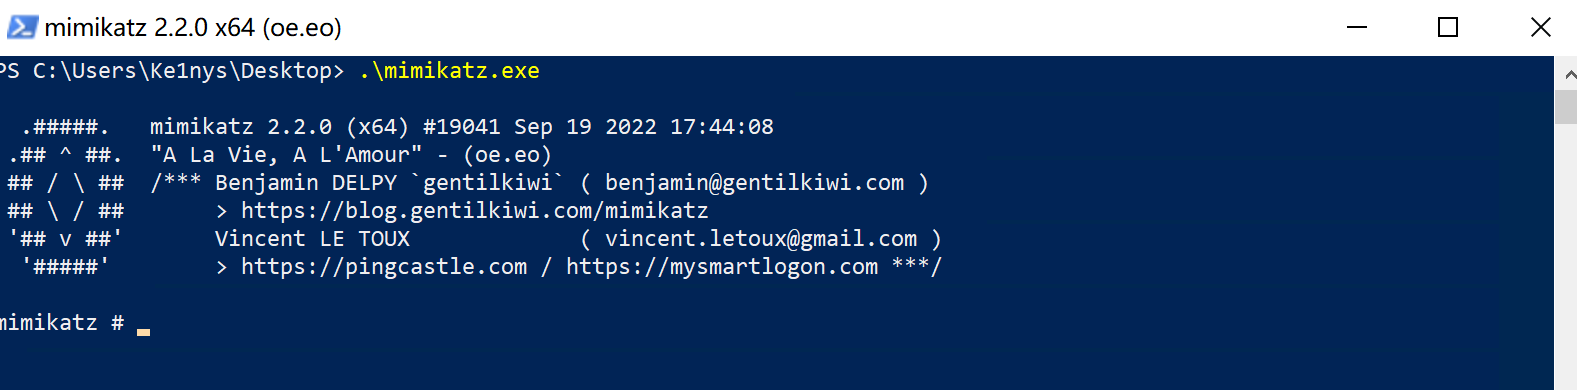 mimikatz 2.2.0 x64 (oe.eo)
PS C:\Users\Ke1nys\Desktop> .\mimikatz.exe
.#####.   mimikatz 2.2.0 (x64) #19041 Sep 19 2022 17:44:08
.## ^ ##.  "A La Vie, A L'Amour" - (oe.eo)
## / \ ##  /*** Benjamin DELPY `gentilkiwi` ( benjamin@gentilkiwi.com )
## \ / ##       > https://blog.gentilkiwi.com/mimikatz
'## v ##'       Vincent LE TOUX             ( vincent.letoux@gmail.com )
'#####'        > https://pingcastle.com / https://mysmartlogon.com ***/
mimikatz #